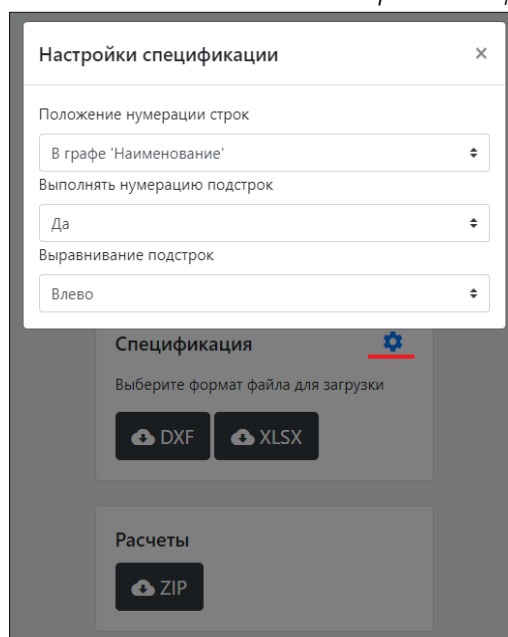 Настройки спецификации ×
Положение нумерации строк
В графе 'Наименование'
Выполнять нумерацию подстрок
Да
Выравнивание подстрок
Влево
Спецификация
Выберите формат файла для загрузки
DXF XLSX
Расчеты
ZIP